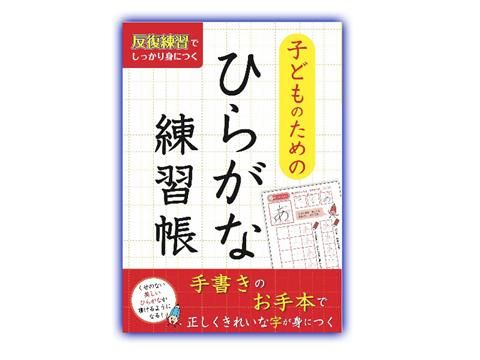 反復練習で
しっかり身につく
子どものための
ひらがな
練習帳
あ
くせのない
美しい
ひらがなが
書けるように
なる！
手書きの
お手本で
正しくきれいな字が身につく